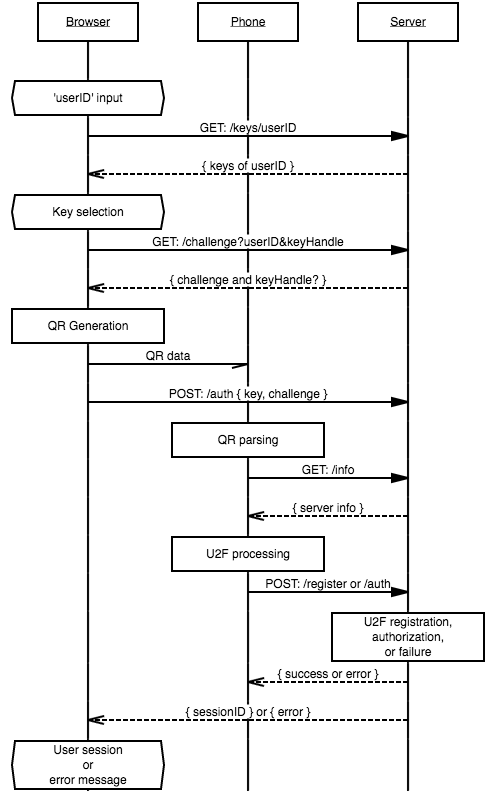 Browser
Phone
Server
'userID' input
GET: /keys/userID
{ keys of userID }
Key selection
GET: /challenge?userID&keyHandle
{ challenge and keyHandle? }
QR Generation
QR data
POST: /auth { key, challenge }
QR parsing
GET: /info
{ server info }
U2F processing
POST: /register or /auth
U2F registration,
authorization,
or failure
{ success or error }
{ sessionID } or { error }
User session
or
error message